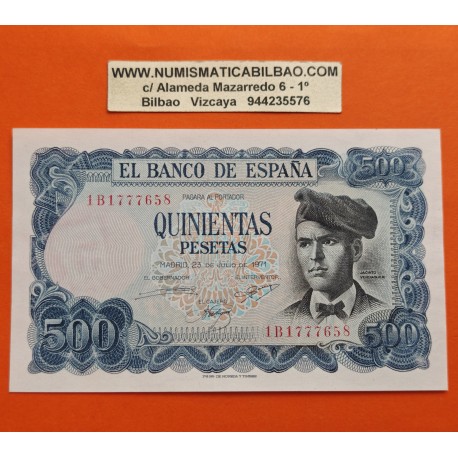 WWW.NUMISMATICABILBAO.COM
c/ Alameda Mazarredo 6 - 1º
Bilbao Vizcaya 944235576
EL BANCO DE ESPAÑA
500
1B1777658
PAGARA AL PORTADOR
QUINIENTAS
PESETAS
MADRID, 23 DE JULIO DE 1971
EL GOBERNADOR
EL INTERVENTOR
EL CAJERO
JACINTO
VERDAGUER
500
1B1777658
500